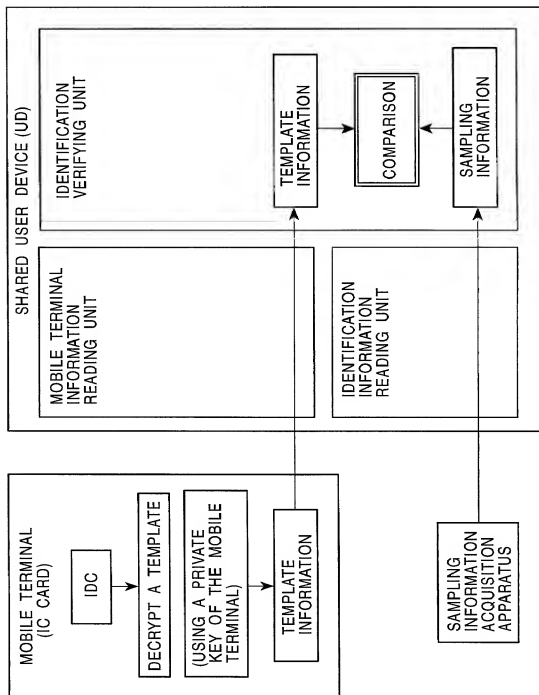 MOBILE TERMINAL
(IC CARD)
IDC
DECRYPT A TEMPLATE
(USING A PRIVATE
KEY OF THE MOBILE
TERMINAL)
TEMPLATE
INFORMATION
SAMPLING
INFORMATION
ACQUISITION
APPARATUS
SHARED USER DEVICE (UD)
MOBILE TERMINAL
INFORMATION
READING UNIT
IDENTIFICATION
INFORMATION
READING UNIT
IDENTIFICATION
VERIFYING UNIT
TEMPLATE
INFORMATION
COMPARISON
SAMPLING
INFORMATION